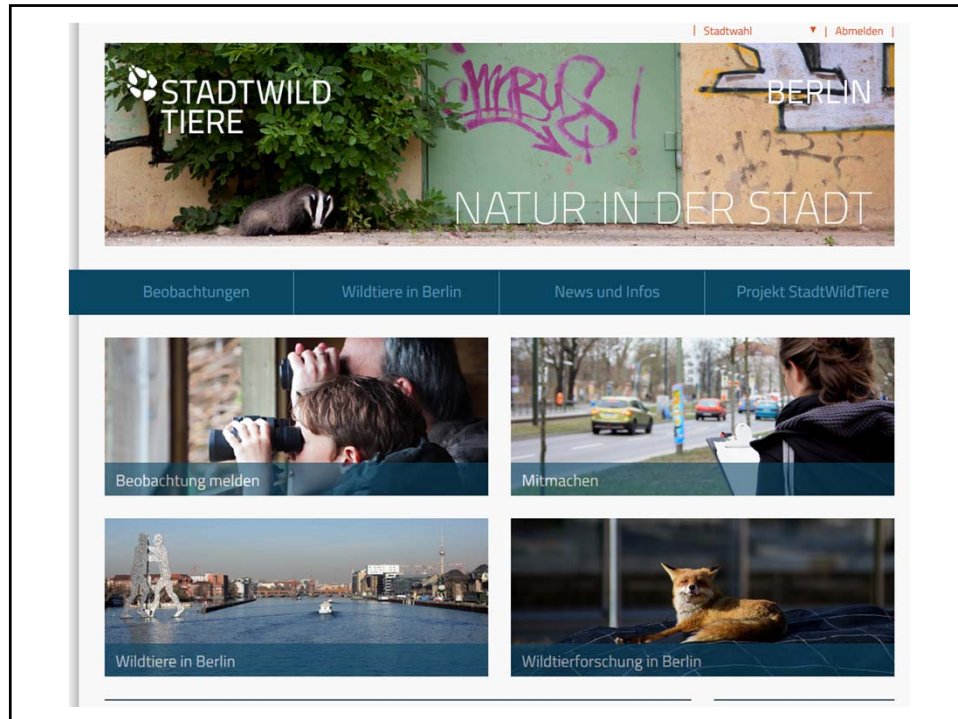 | Stadtwahl ▼ | Abmelden |
STADTWILD
TIERE
BERLIN
NATUR IN DER STADT
Beobachtungen
Wildtiere in Berlin
News und Infos
Projekt StadtWildTiere
Beobachtung melden
Mitmachen
Wildtiere in Berlin
Wildtierforschung in Berlin